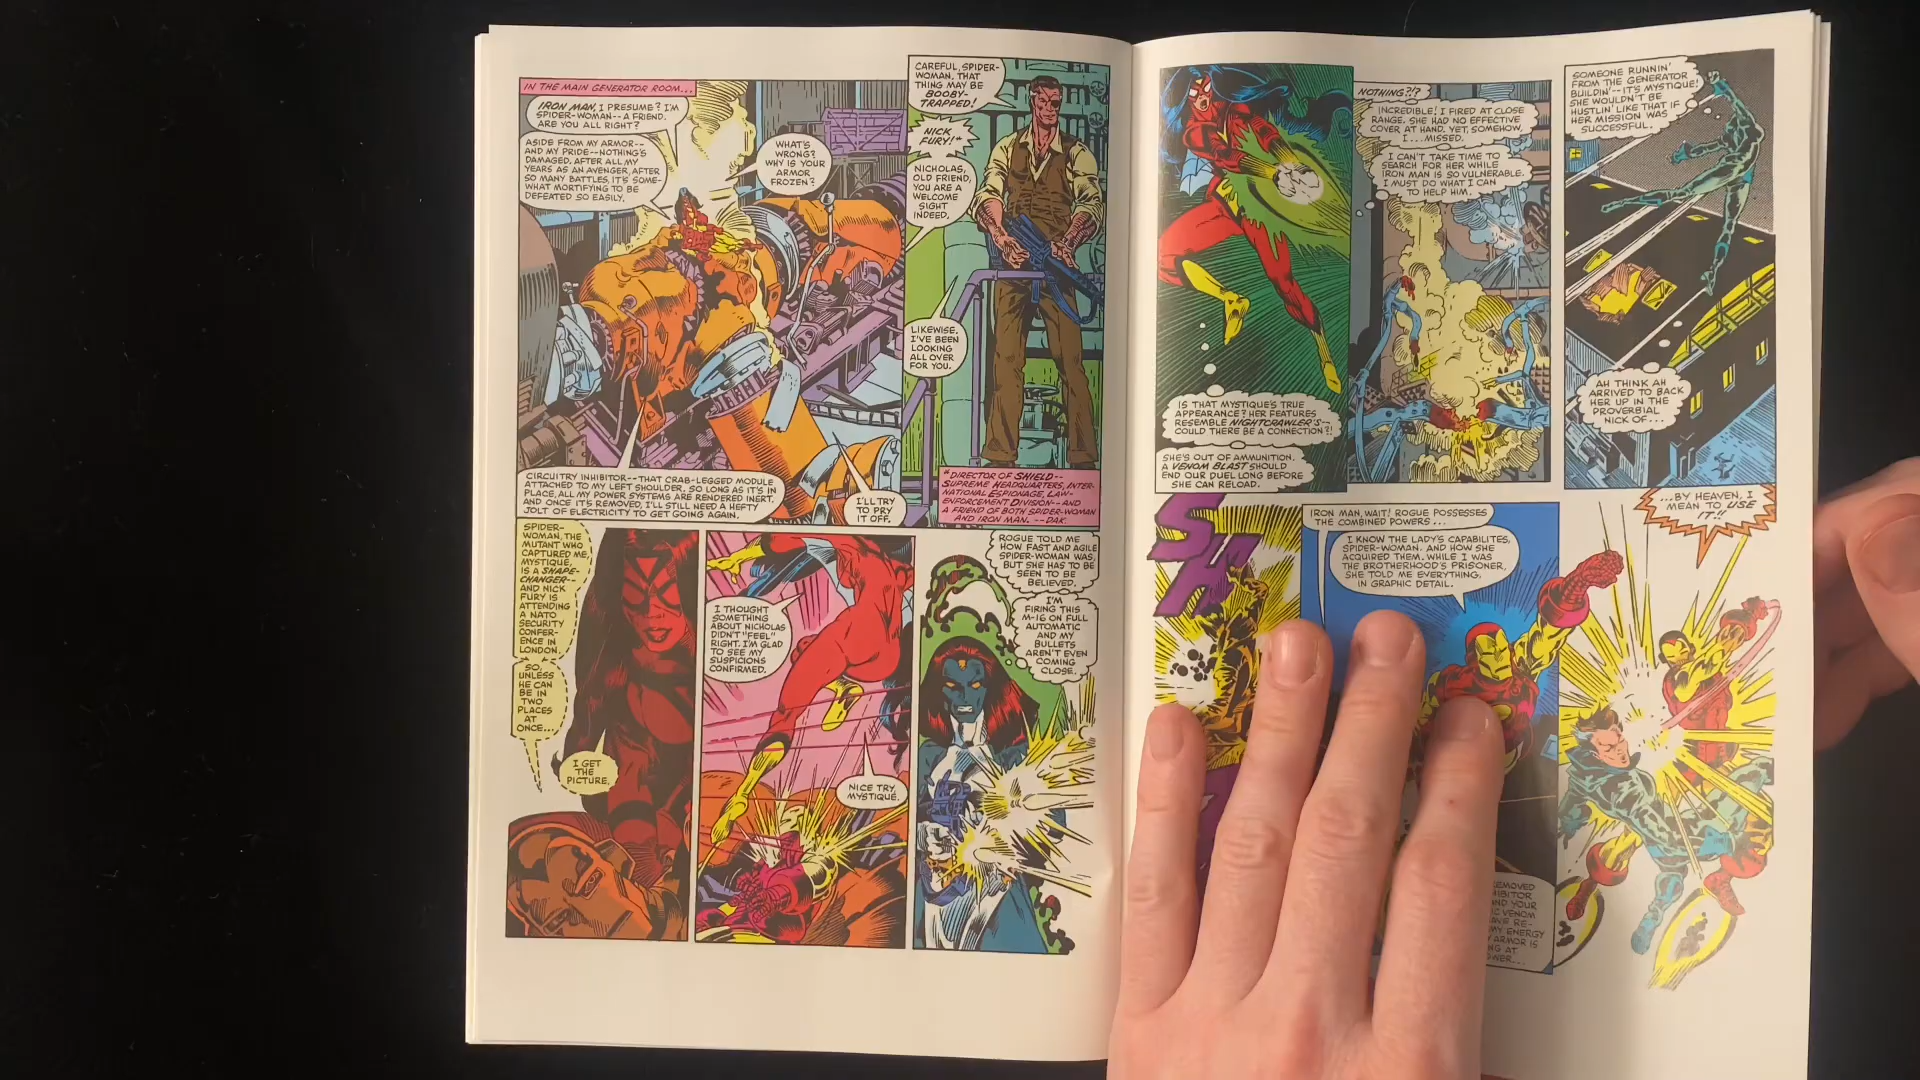 IN THE MAIN GENERATOR ROOM...
IRON MAN, I PRESUME? I'M
SPIDER-WOMAN--A FRIEND.
ARE YOU ALL RIGHT?
ASIDE FROM MY ARMOR--
AND MY PRIDE--NOTHING'S
DAMAGED. AFTER ALL MY
YEARS AS AN AVENGER, AFTER
SO MANY BATTLES, IT'S SOME-
WHAT MORTIFYING TO BE
DEFEATED SO EASILY.
WHAT'S
WRONG?
WHY IS YOUR
ARMOR
FROZEN?
CIRCUITRY INHIBITOR--THAT CRAB-LEGGED MODULE
ATTACHED TO MY LEFT SHOULDER. SO LONG AS IT'S IN
PLACE, ALL MY POWER SYSTEMS ARE RENDERED INERT.
AND ONCE IT'S REMOVED, I'LL STILL NEED A HEFTY
JOLT OF ELECTRICITY TO GET GOING AGAIN.
I'LL TRY
TO PRY
IT OFF.
CAREFUL, SPIDER-
WOMAN, THAT
THING MAY BE
BOOBY-
TRAPPED!
NICK
FURY!*
NICHOLAS,
OLD FRIEND,
YOU ARE A
WELCOME
SIGHT
INDEED.
LIKEWISE.
I'VE BEEN
LOOKING
ALL OVER
FOR YOU.
*DIRECTOR OF SHIELD--
SUPREME HEADQUARTERS, INTER-
NATIONAL ESPIONAGE, LAW-
ENFORCEMENT DIVISION--AND
A FRIEND OF BOTH SPIDER-WOMAN
AND IRON MAN. --DAK.
SPIDER-
WOMAN, THE
MUTANT WHO
CAPTURED ME,
MYSTIQUE,
IS A SHAPE-
CHANGER--
AND NICK
FURY IS
ATTENDING
A NATO
SECURITY
CONFER-
ENCE IN
LONDON.
SO,
UNLESS
HE CAN
BE IN
TWO
PLACES
AT
ONCE...
I GET
THE
PICTURE.
I THOUGHT
SOMETHING
ABOUT NICHOLAS
DIDN'T "FEEL"
RIGHT. I'M GLAD
TO SEE MY
SUSPICIONS
CONFIRMED.
NICE TRY,
MYSTIQUE.
ROGUE TOLD ME
HOW FAST AND AGILE
SPIDER-WOMAN WAS,
BUT SHE HAS TO BE
SEEN TO BE
BELIEVED.
I'M
FIRING THIS
M-16 ON FULL
AUTOMATIC
AND MY
BULLETS
AREN'T EVEN
COMING
CLOSE.
IS THAT MYSTIQUE'S TRUE
APPEARANCE? HER FEATURES
RESEMBLE NIGHTCRAWLER'S--
COULD THERE BE A CONNECTION?!
SHE'S OUT OF AMMUNITION.
A VENOM BLAST SHOULD
END OUR DUEL LONG BEFORE
SHE CAN RELOAD.
NOTHING?!?
INCREDIBLE! I FIRED AT CLOSE
RANGE. SHE HAD NO EFFECTIVE
COVER AT HAND. YET, SOMEHOW,
I...MISSED.
I CAN'T TAKE TIME TO
SEARCH FOR HER WHILE
IRON MAN IS SO VULNERABLE.
I MUST DO WHAT I CAN
TO HELP HIM.
SOMEONE RUNNIN'
FROM THE GENERATOR
BUILDIN'--IT'S MYSTIQUE!
SHE WOULDN'T BE
HUSTLIN' LIKE THAT IF
HER MISSION WAS
SUCCESSFUL.
AH THINK AH
ARRIVED TO BACK
HER UP IN THE
PROVERBIAL
NICK OF...
SH
IRON MAN, WAIT! ROGUE POSSESSES
THE COMBINED POWERS...
I KNOW THE LADY'S CAPABILITES,
SPIDER-WOMAN. AND HOW SHE
ACQUIRED THEM. WHILE I WAS
THE BROTHERHOOD'S PRISONER,
SHE TOLD ME EVERYTHING,
IN GRAPHIC DETAIL.
YOUR
VENOM
MY ENERGY
ARMOR IS
AT
...BY HEAVEN, I
MEAN TO USE
IT!!